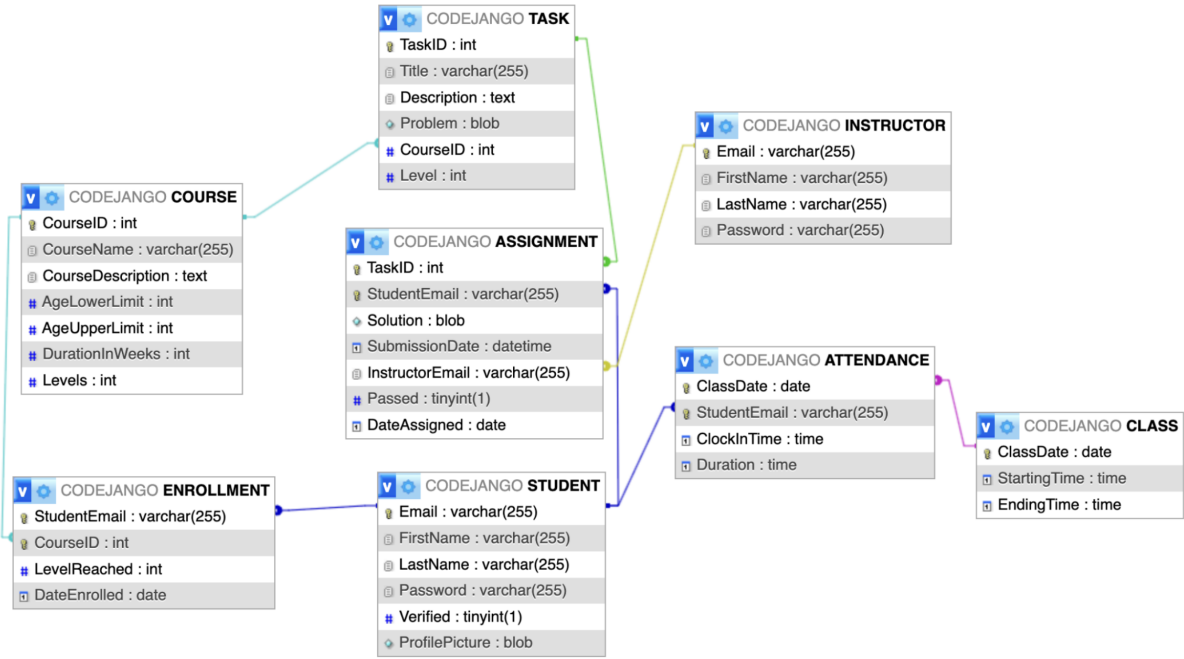 CODEJANGO TASK
TaskID : int
Title : varchar(255)
Description : text
Problem : blob
CourseID : int
Level : int
CODEJANGO INSTRUCTOR
Email : varchar(255)
FirstName : varchar(255)
LastName : varchar(255)
Password : varchar(255)
CODEJANGO COURSE
CourseID : int
CourseName : varchar(255)
CourseDescription : text
AgeLowerLimit : int
AgeUpperLimit : int
DurationInWeeks : int
Levels : int
CODEJANGO ASSIGNMENT
TaskID : int
StudentEmail : varchar(255)
Solution : blob
SubmissionDate : datetime
InstructorEmail : varchar(255)
Passed : tinyint(1)
DateAssigned : date
CODEJANGO ATTENDANCE
ClassDate : date
StudentEmail : varchar(255)
ClockInTime : time
Duration : time
CODEJANGO CLASS
ClassDate : date
StartingTime : time
EndingTime : time
CODEJANGO ENROLLMENT
StudentEmail : varchar(255)
CourseID : int
LevelReached : int
DateEnrolled : date
CODEJANGO STUDENT
Email : varchar(255)
FirstName : varchar(255)
LastName : varchar(255)
Password : varchar(255)
Verified : tinyint(1)
ProfilePicture : blob